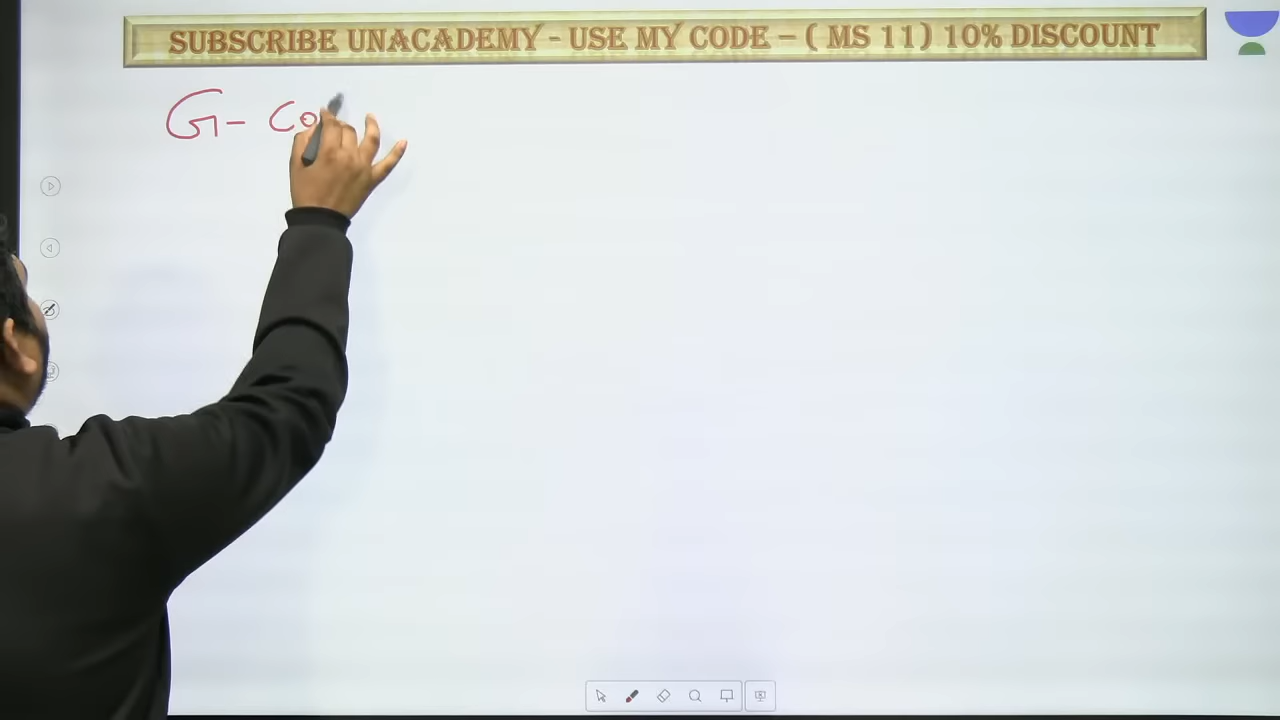 SUBSCRIBE UNACADEMY - USE MY CODE – ( MS 11) 10% DISCOUNT
G- Co